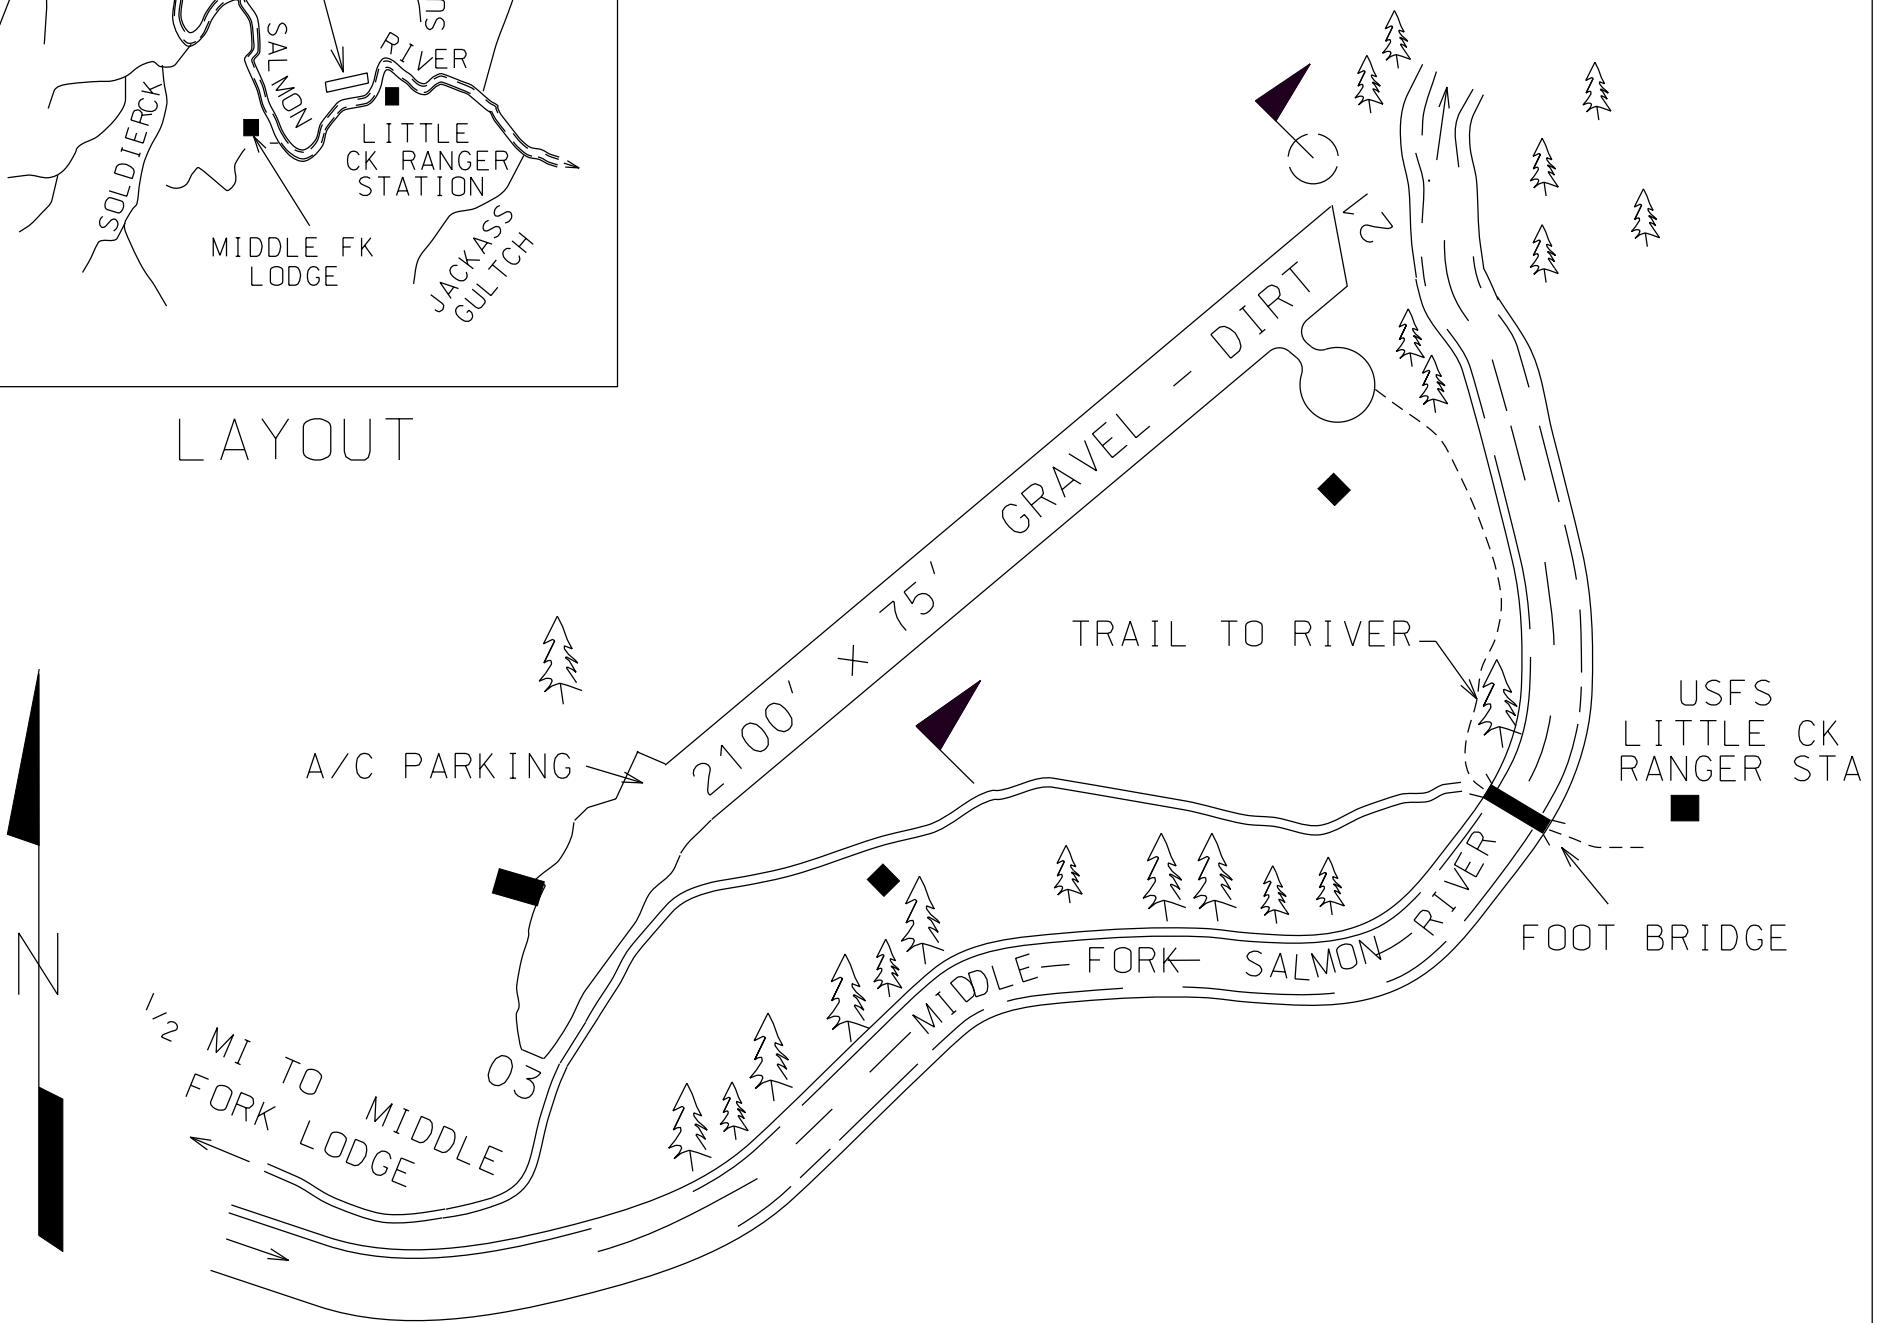 SALMON
RIVER
SU
SOLDIERCK
LITTLE
CK RANGER
STATION
MIDDLE FK
LODGE
JACKASS
GULTCH
LAYOUT
21
2100' X 75' GRAVEL - DIRT
TRAIL TO RIVER
USFS
LITTLE CK
RANGER STA
A/C PARKING
FOOT BRIDGE
MIDDLE FORK SALMON RIVER
N
03
1/2 MI TO MIDDLE
FORK LODGE